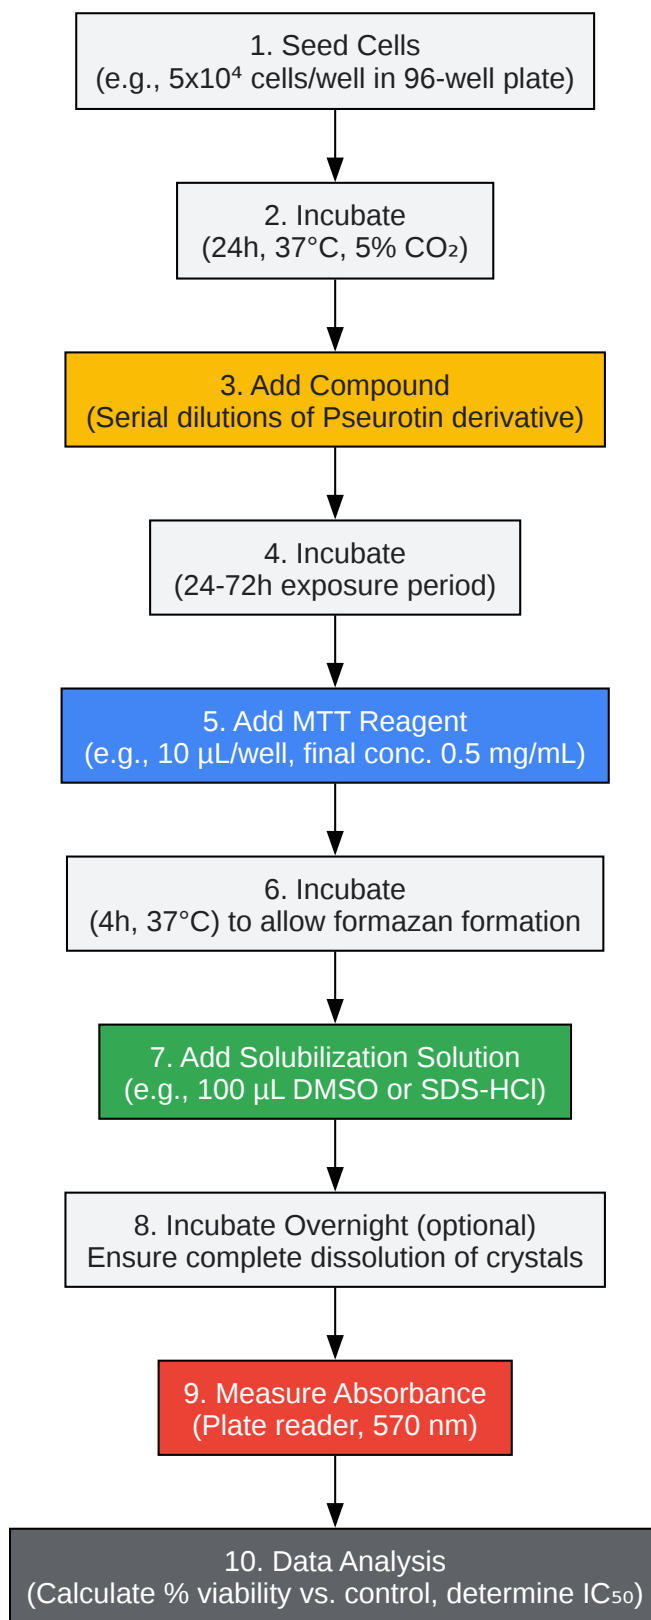 1. Seed Cells
(e.g., 5x10⁴ cells/well in 96-well plate)
2. Incubate
(24h, 37°C, 5% CO₂)
3. Add Compound
(Serial dilutions of Pseurotin derivative)
4. Incubate
(24-72h exposure period)
5. Add MTT Reagent
(e.g., 10 µL/well, final conc. 0.5 mg/mL)
6. Incubate
(4h, 37°C) to allow formazan formation
7. Add Solubilization Solution
(e.g., 100 µL DMSO or SDS-HCl)
8. Incubate Overnight (optional)
Ensure complete dissolution of crystals
9. Measure Absorbance
(Plate reader, 570 nm)
10. Data Analysis
(Calculate % viability vs. control, determine IC₅₀)